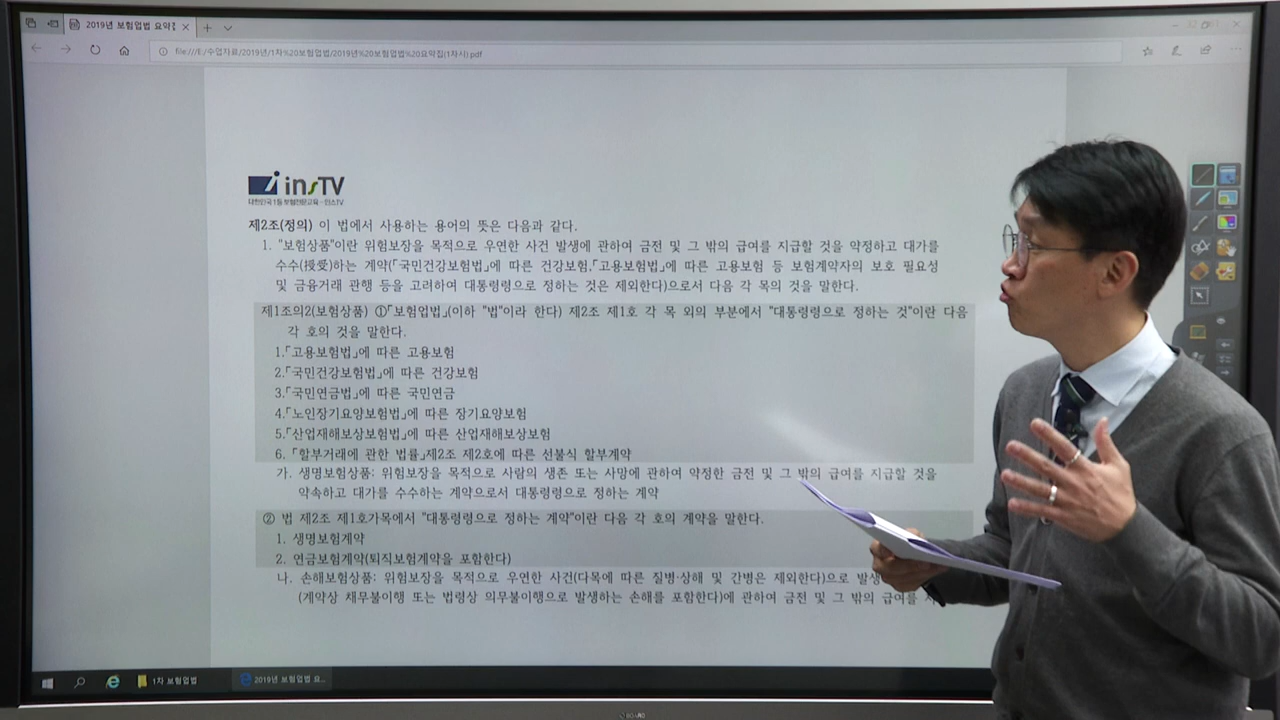 2019년 보험업법 요약집
file:///E:/수업자료/2019년/1차%20보험업법/2019년%20보험업법%20요약집(1차시).pdf
insTV
대한민국 1등 보험전문교육 - 인스TV
제2조(정의) 이 법에서 사용하는 용어의 뜻은 다음과 같다.
1. "보험상품"이란 위험보장을 목적으로 우연한 사건 발생에 관하여 금전 및 그 밖의 급여를 지급할 것을 약정하고 대가를
수수(授受)하는 계약(「국민건강보험법」에 따른 건강보험,「고용보험법」에 따른 고용보험 등 보험계약자의 보호 필요성
및 금융거래 관행 등을 고려하여 대통령령으로 정하는 것은 제외한다)으로서 다음 각 목의 것을 말한다.
제1조의2(보험상품) ①「보험업법」(이하 "법"이라 한다) 제2조 제1호 각 목 외의 부분에서 "대통령령으로 정하는 것"이란 다음
각 호의 것을 말한다.
1.「고용보험법」에 따른 고용보험
2.「국민건강보험법」에 따른 건강보험
3.「국민연금법」에 따른 국민연금
4.「노인장기요양보험법」에 따른 장기요양보험
5.「산업재해보상보험법」에 따른 산업재해보상보험
6. 「할부거래에 관한 법률」제2조 제2호에 따른 선불식 할부계약
가. 생명보험상품: 위험보장을 목적으로 사람의 생존 또는 사망에 관하여 약정한 금전 및 그 밖의 급여를 지급할 것을
약속하고 대가를 수수하는 계약으로서 대통령령으로 정하는 계약
② 법 제2조 제1호가목에서 "대통령령으로 정하는 계약"이란 다음 각 호의 계약을 말한다.
1. 생명보험계약
2. 연금보험계약(퇴직보험계약을 포함한다)
나. 손해보험상품: 위험보장을 목적으로 우연한 사건(다목에 따른 질병·상해 및 간병은 제외한다)으로 발생
(계약상 채무불이행 또는 법령상 의무불이행으로 발생하는 손해를 포함한다)에 관하여 금전 및 그 밖의 급여를
1차 보험업법
2019년 보험업법 요...